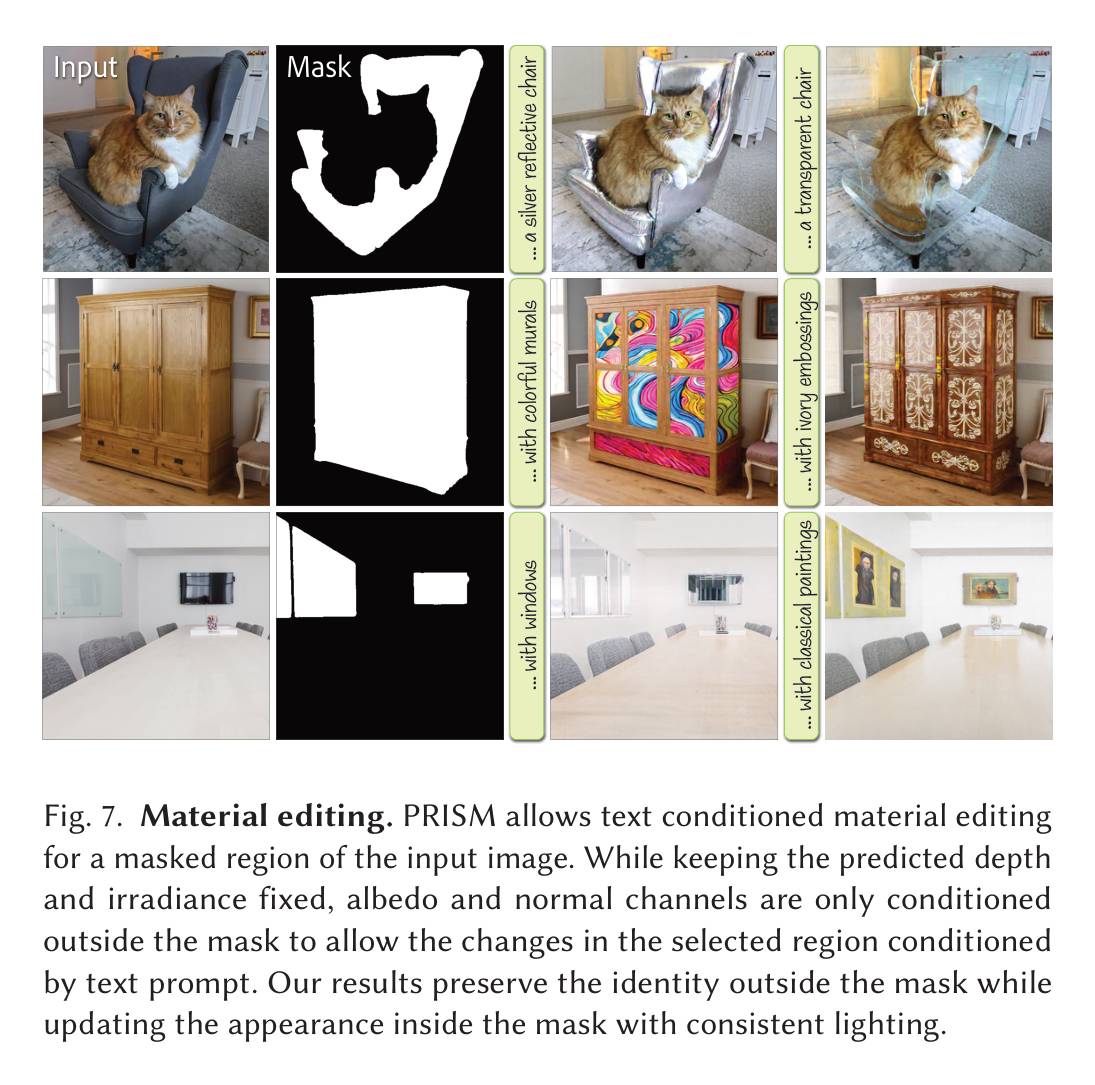 Input
Mask
... a silver reflective chair
... a transparent chair
... with colorful murals
... with ivory embossings
... with windows
... with classical paintings
Fig. 7. Material editing. PRISM allows text conditioned material editing
for a masked region of the input image. While keeping the predicted depth
and irradiance fixed, albedo and normal channels are only conditioned
outside the mask to allow the changes in the selected region conditioned
by text prompt. Our results preserve the identity outside the mask while
updating the appearance inside the mask with consistent lighting.